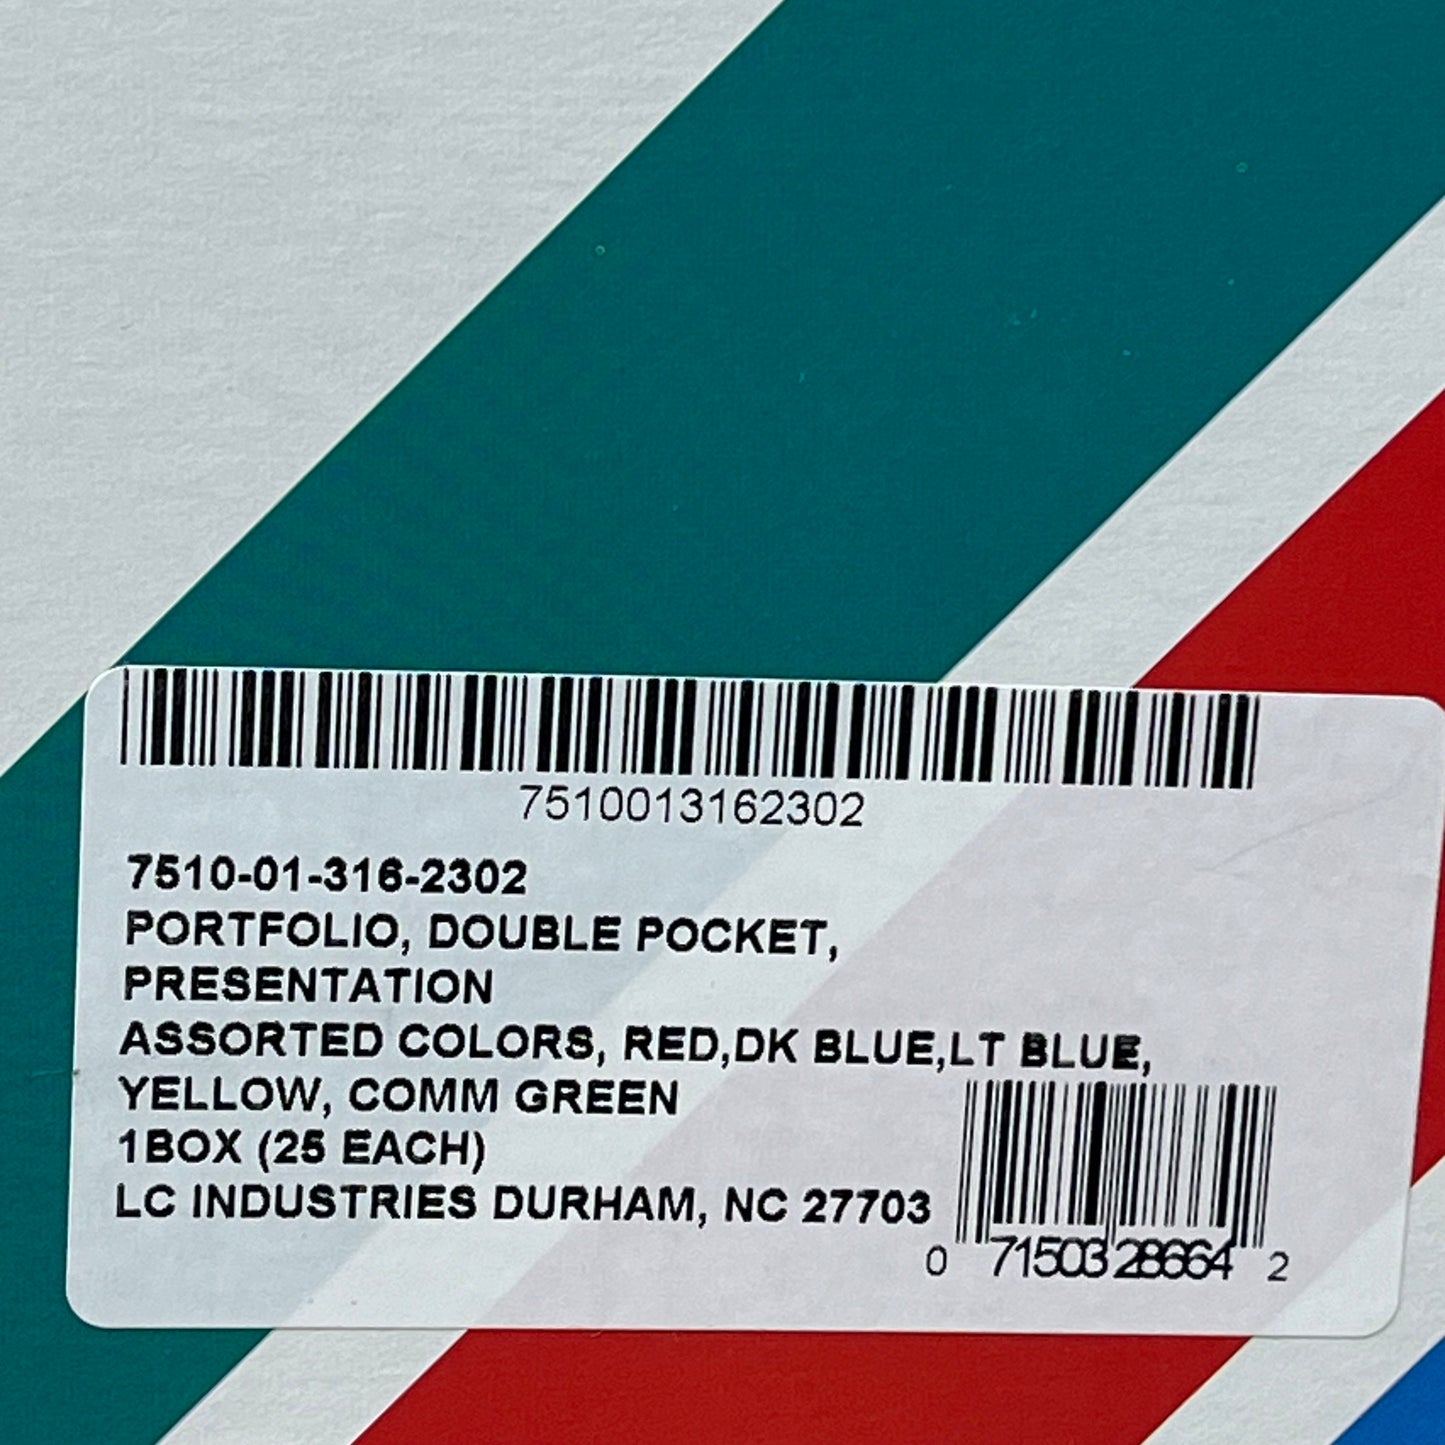 7510013162302
7510-01-316-2302
PORTFOLIO, DOUBLE POCKET,
PRESENTATION
ASSORTED COLORS, RED,DK BLUE,LT BLUE,
YELLOW, COMM GREEN
1BOX (25 EACH)
LC INDUSTRIES DURHAM, NC 27703
0 71503 28664 2